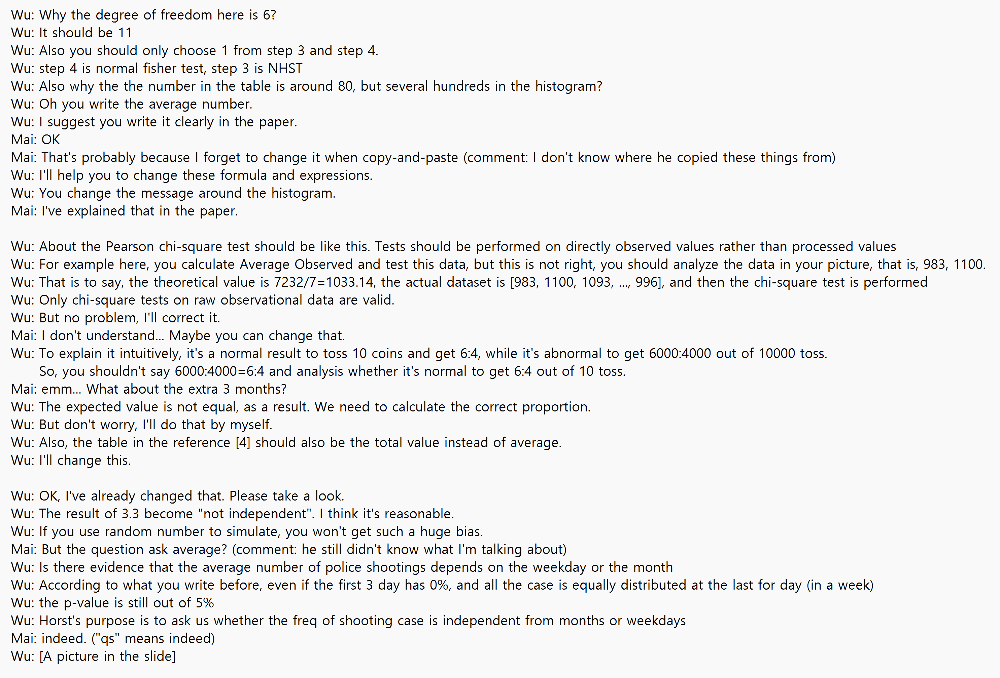 Wu: Why the degree of freedom here is 6?
Wu: It should be 11
Wu: Also you should only choose 1 from step 3 and step 4.
Wu: step 4 is normal fisher test, step 3 is NHST
Wu: Also why the the number in the table is around 80, but several hundreds in the histogram?
Wu: Oh you write the average number.
Wu: I suggest you write it clearly in the paper.
Mai: OK
Mai: That's probably because I forget to change it when copy-and-paste (comment: I don't know where he copied these things from)
Wu: I'll help you to change these formula and expressions.
Wu: You change the message around the histogram.
Mai: I've explained that in the paper.
Wu: About the Pearson chi-square test should be like this. Tests should be performed on directly observed values rather than processed values
Wu: For example here, you calculate Average Observed and test this data, but this is not right, you should analyze the data in your picture, that is, 983, 1100.
Wu: That is to say, the theoretical value is 7232/7=1033.14, the actual dataset is [983, 1100, 1093, ..., 996], and then the chi-square test is performed
Wu: Only chi-square tests on raw observational data are valid.
Wu: But no problem, I'll correct it.
Mai: I don't understand... Maybe you can change that.
Wu: To explain it intuitively, it's a normal result to toss 10 coins and get 6:4, while it's abnormal to get 6000:4000 out of 10000 toss.
So, you shouldn't say 6000:4000=6:4 and analysis whether it's normal to get 6:4 out of 10 toss.
Mai: emm... What about the extra 3 months?
Wu: The expected value is not equal, as a result. We need to calculate the correct proportion.
Wu: But don't worry, I'll do that by myself.
Wu: Also, the table in the reference [4] should also be the total value instead of average.
Wu: I'll change this.
Wu: OK, I've already changed that. Please take a look.
Wu: The result of 3.3 become "not independent". I think it's reasonable.
Wu: If you use random number to simulate, you won't get such a huge bias.
Mai: But the question ask average? (comment: he still didn't know what I'm talking about)
Wu: Is there evidence that the average number of police shootings depends on the weekday or the month
Wu: According to what you write before, even if the first 3 day has 0%, and all the case is equally distributed at the last for day (in a week)
Wu: the p-value is still out of 5%
Wu: Horst's purpose is to ask us whether the freq of shooting case is independent from months or weekdays
Mai: indeed. ("qs" means indeed)
Wu: [A picture in the slide]